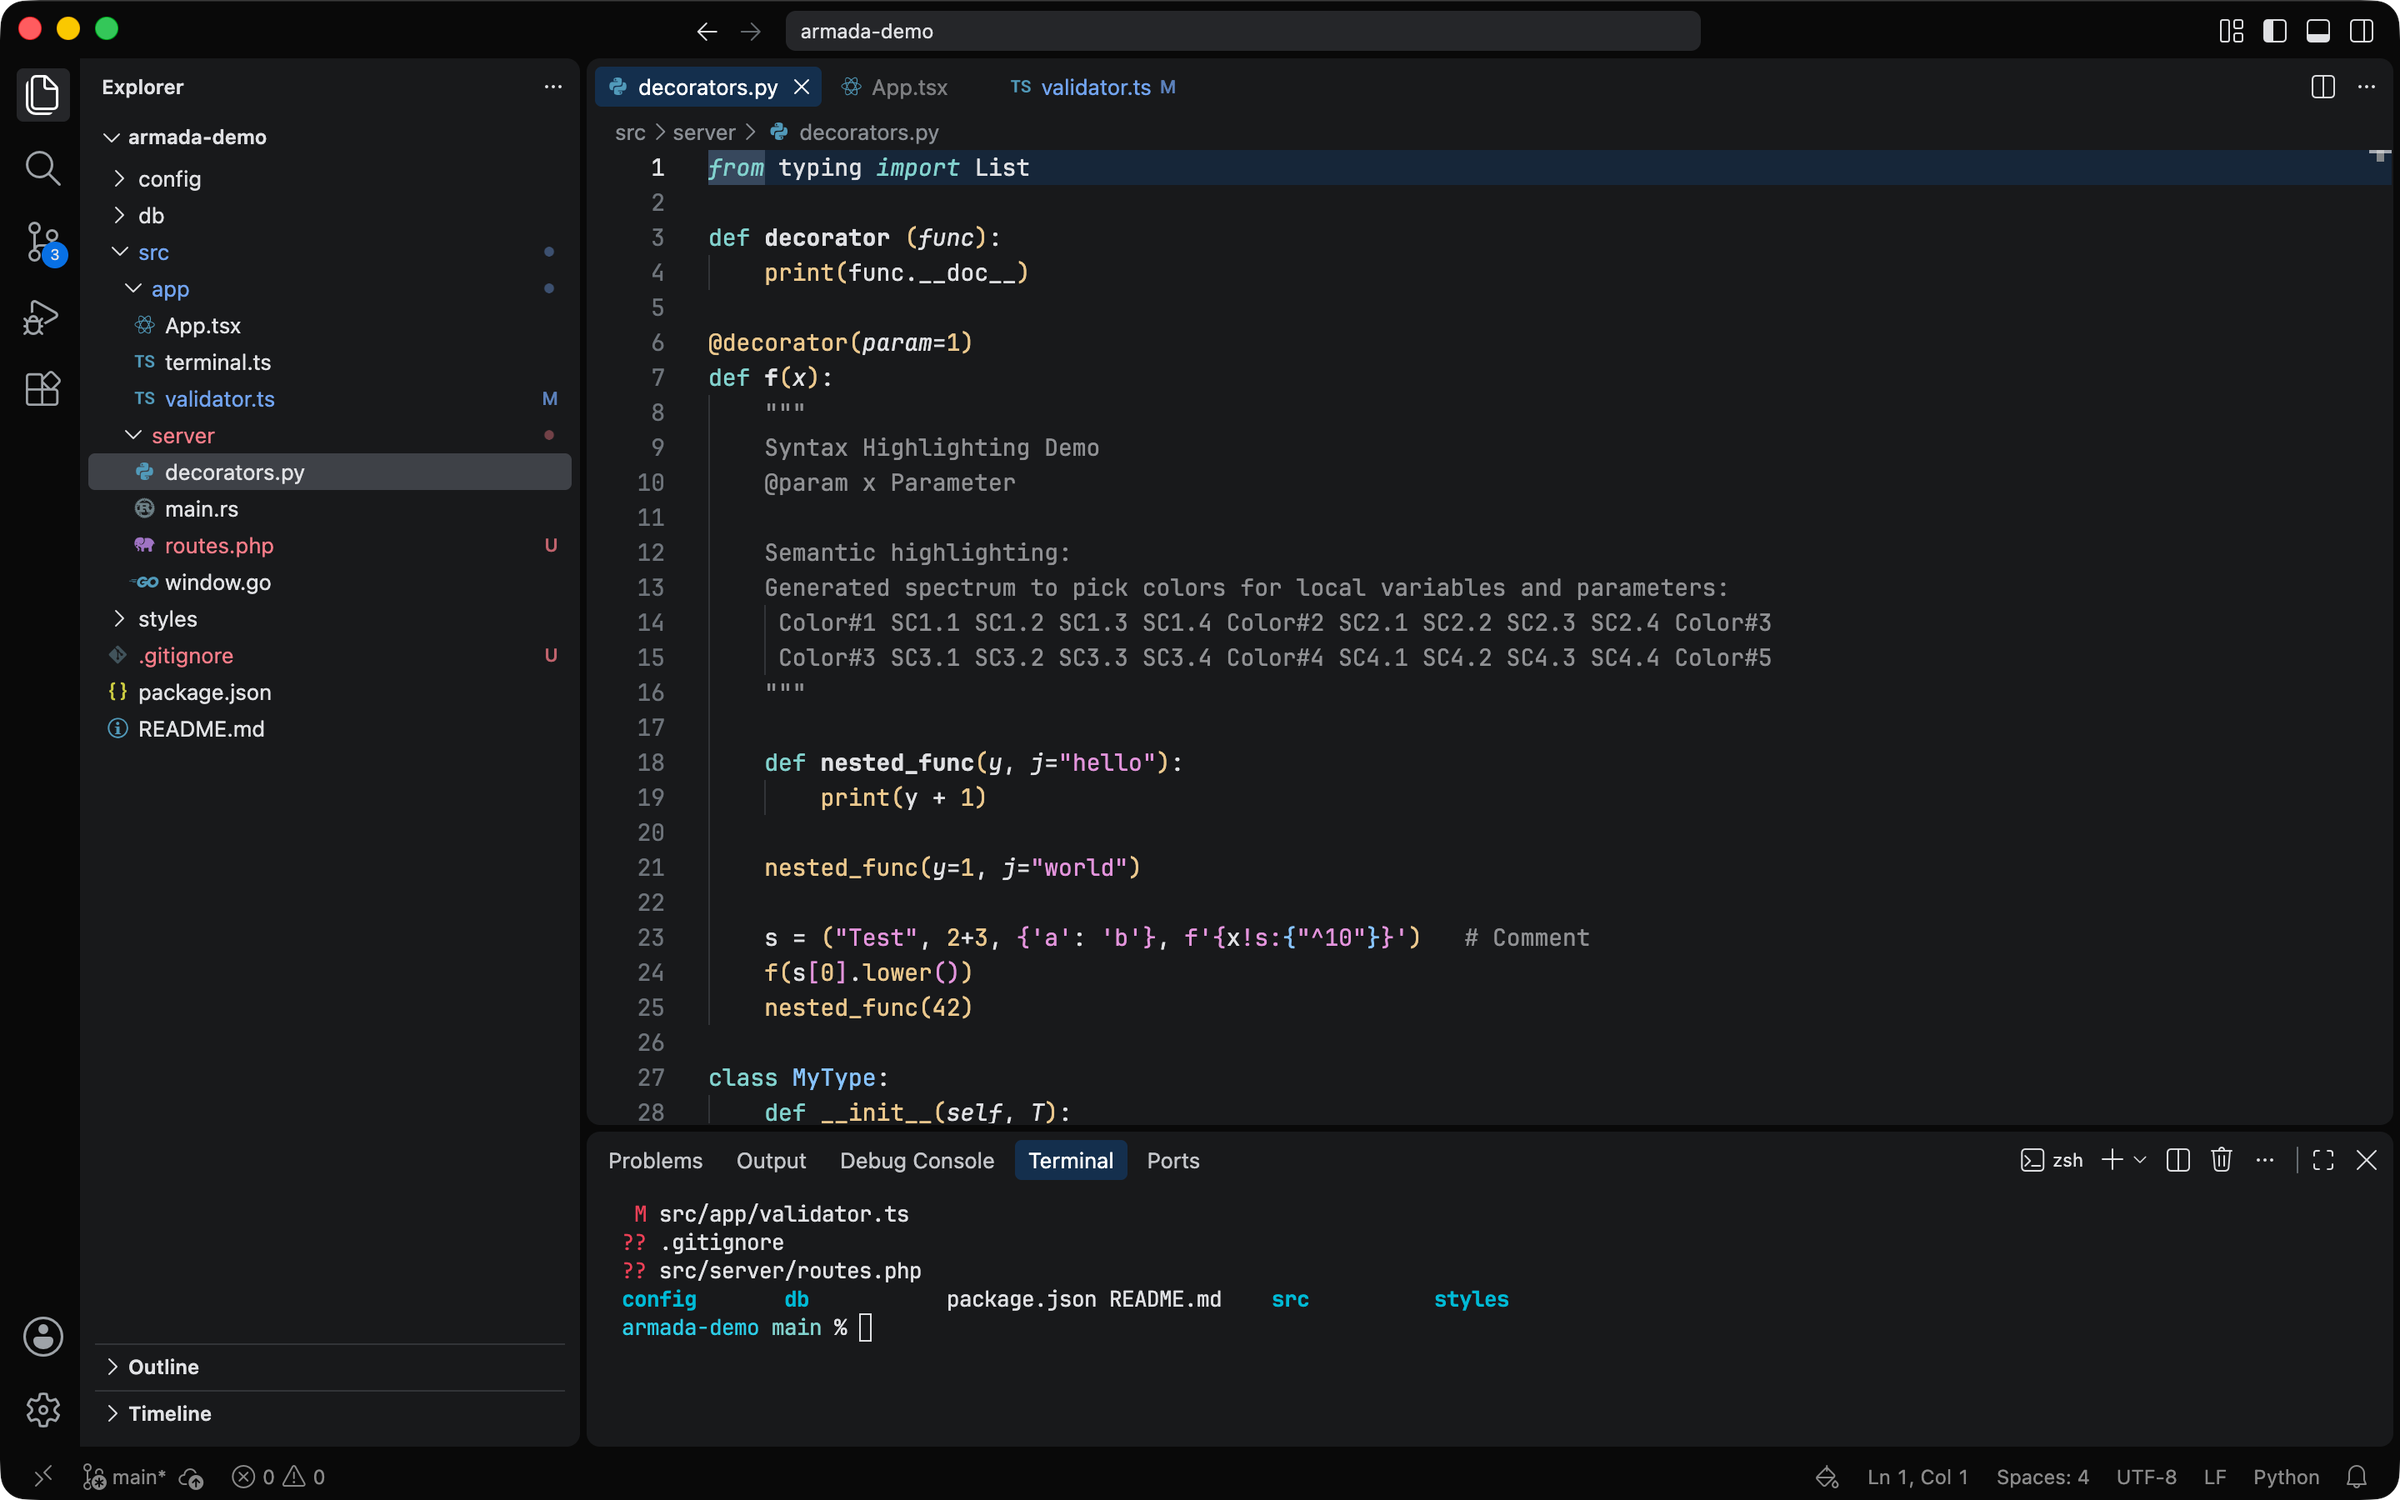 armada-demo
Explorer
armada-demo
config
db
src
app
App.tsx
TS terminal.ts
TS validator.ts M
server
decorators.py
main.rs
routes.php U
GO window.go
styles
.gitignore U
{} package.json
README.md
Outline
Timeline
3
decorators.py App.tsx TS validator.ts M
src > server > decorators.py
1 from typing import List
2
3 def decorator (func):
4 print(func.__doc__)
5
6 @decorator(param=1)
7 def f(x):
8 """
9 Syntax Highlighting Demo
10 @param x Parameter
11
12 Semantic highlighting:
13 Generated spectrum to pick colors for local variables and parameters:
14 Color#1 SC1.1 SC1.2 SC1.3 SC1.4 Color#2 SC2.1 SC2.2 SC2.3 SC2.4 Color#3
15 Color#3 SC3.1 SC3.2 SC3.3 SC3.4 Color#4 SC4.1 SC4.2 SC4.3 SC4.4 Color#5
16 """
17
18 def nested_func(y, j="hello"):
19 print(y + 1)
20
21 nested_func(y=1, j="world")
22
23 s = ("Test", 2+3, {'a': 'b'}, f'{x!s:{"^10"}}') # Comment
24 f(s[0].lower())
25 nested_func(42)
26
27 class MyType:
28 def __init__(self, T):
Problems Output Debug Console Terminal Ports
zsh
M src/app/validator.ts
?? .gitignore
?? src/server/routes.php
config db package.json README.md src styles
armada-demo main %
main* 0 0
Ln 1, Col 1 Spaces: 4 UTF-8 LF Python